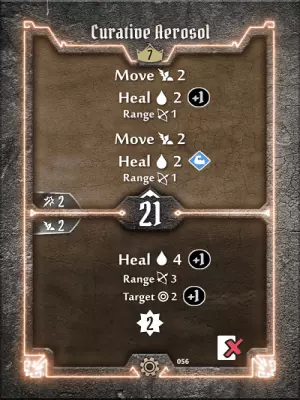 Curative Aerosol
7
Move 2
Heal 2 +1
Range 1
Move 2
Heal 2
Range 1
2
21
2
Heal 4 +1
Range 3
Target 2 +1
2
056